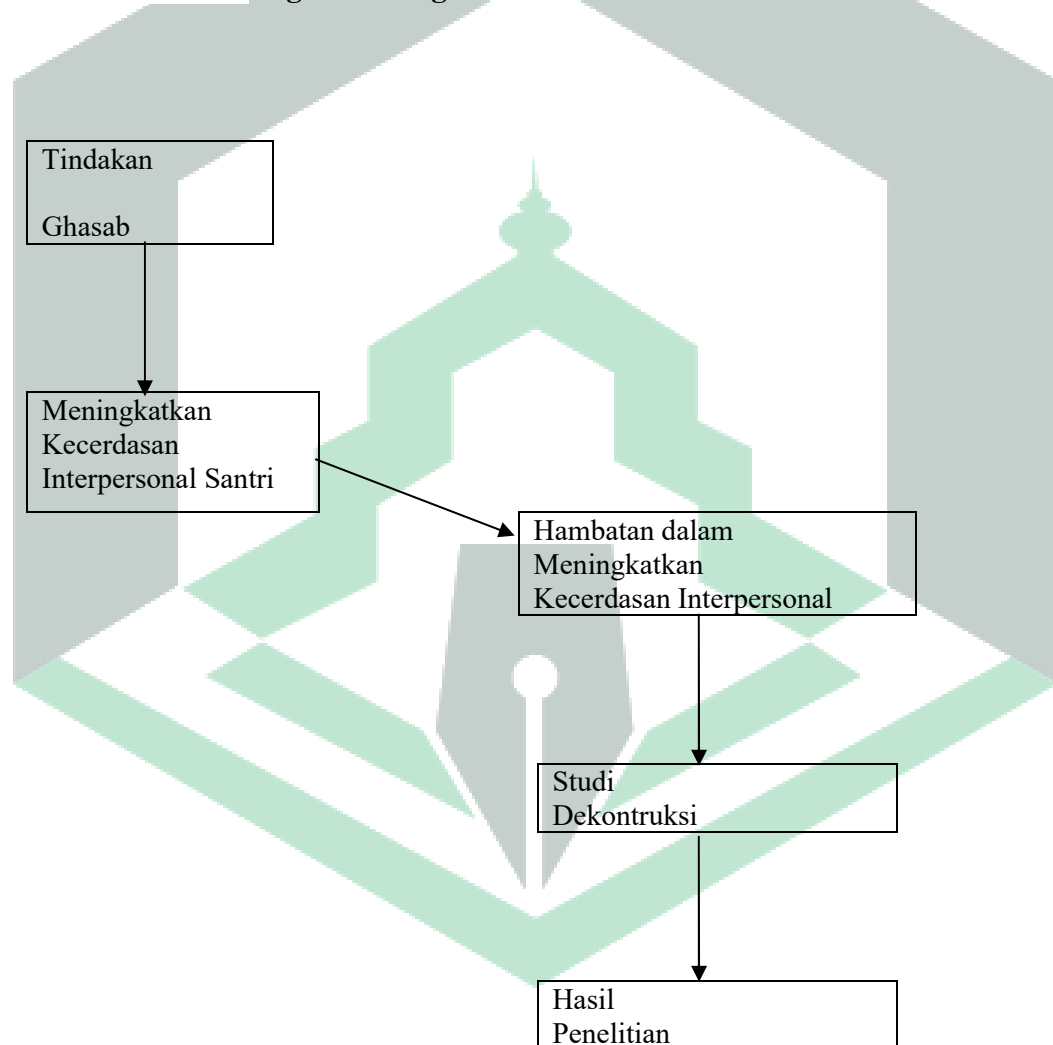 Tindakan
Ghasab
Meningkatkan
Kecerdasan
Interpersonal Santri
Hambatan dalam
Meningkatkan
Kecerdasan Interpersonal
Studi
Dekontruksi
Hasil
Penelitian